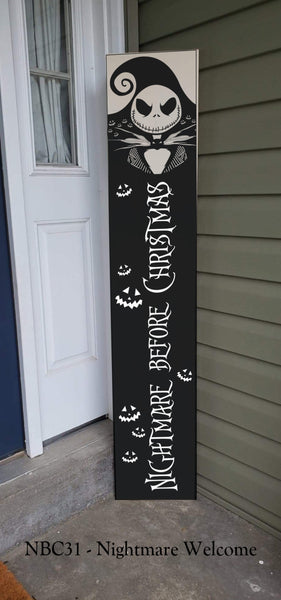 NIGHTMARE BEFORE CHRISTMAS
NBC31 - Nightmare Welcome